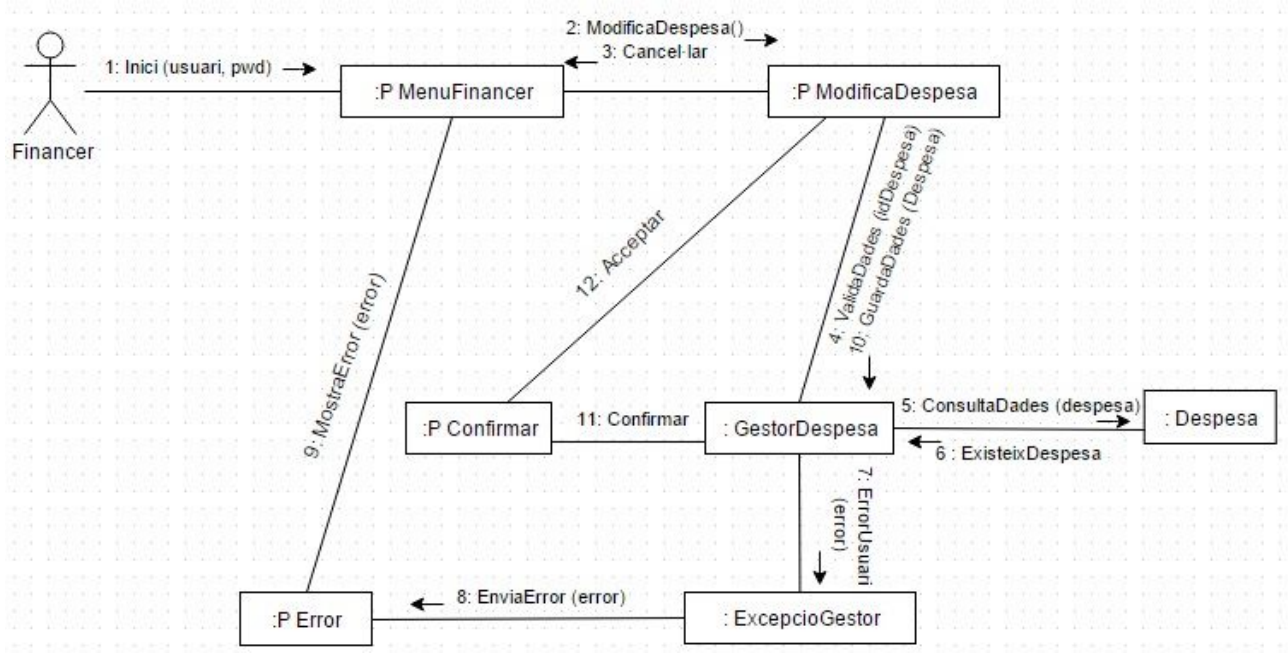 2: ModificaDespesa()
3: Cancel·lar
1: Inici (usuari, pwd)
:P MenuFinancer
:P ModificaDespesa
Financer
4: ValidaDades (idDespesa)
10: GuardaDades (Despesa)
12: Acceptar
9: MostraError (error)
:P Confirmar
11: Confirmar
: GestorDespesa
5: ConsultaDades (despesa)
: Despesa
6 : ExisteixDespesa
7: ErrorUsuari
(error)
:P Error
8: EnviaError (error)
: ExcepcioGestor